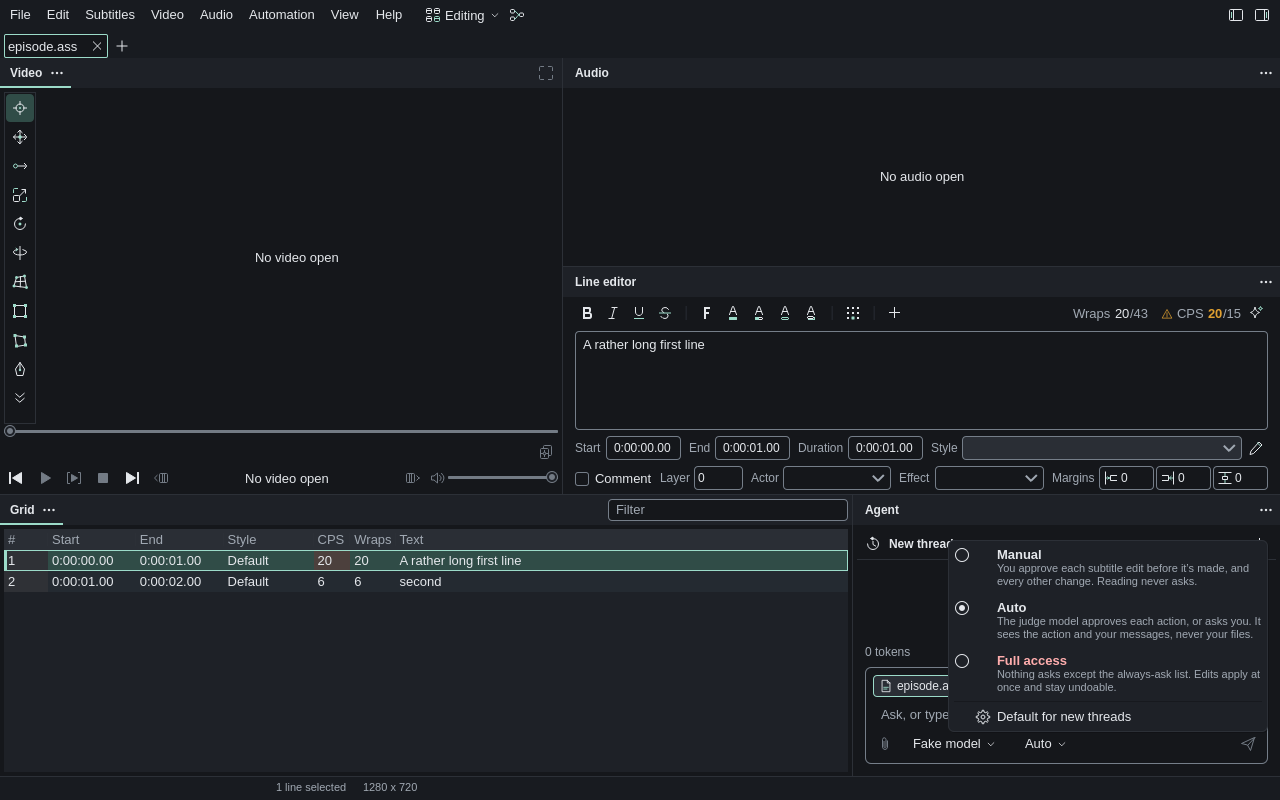 File Edit Subtitles Video Audio Automation View Help Editing
episode.ass
Video
Audio
No video open
No audio open
Line editor
B I U S F A A A A Wraps 20/43 CPS 20/15
A rather long first line
Start 0:00:00.00 End 0:00:01.00 Duration 0:00:01.00 Style
Comment Layer 0 Actor Effect Margins 0 0 0
No video open
Grid
Filter
# Start End Style CPS Wraps Text
1 0:00:00.00 0:00:01.00 Default 20 20 A rather long first line
2 0:00:01.00 0:00:02.00 Default 6 6 second
Agent
New thread
Manual
You approve each subtitle edit before it's made, and
every other change. Reading never asks.
Auto
The judge model approves each action, or asks you. It
sees the action and your messages, never your files.
Full access
Nothing asks except the always-ask list. Edits apply at
once and stay undoable.
Default for new threads
0 tokens
episode.a
Ask, or type
Fake model Auto
1 line selected 1280 x 720